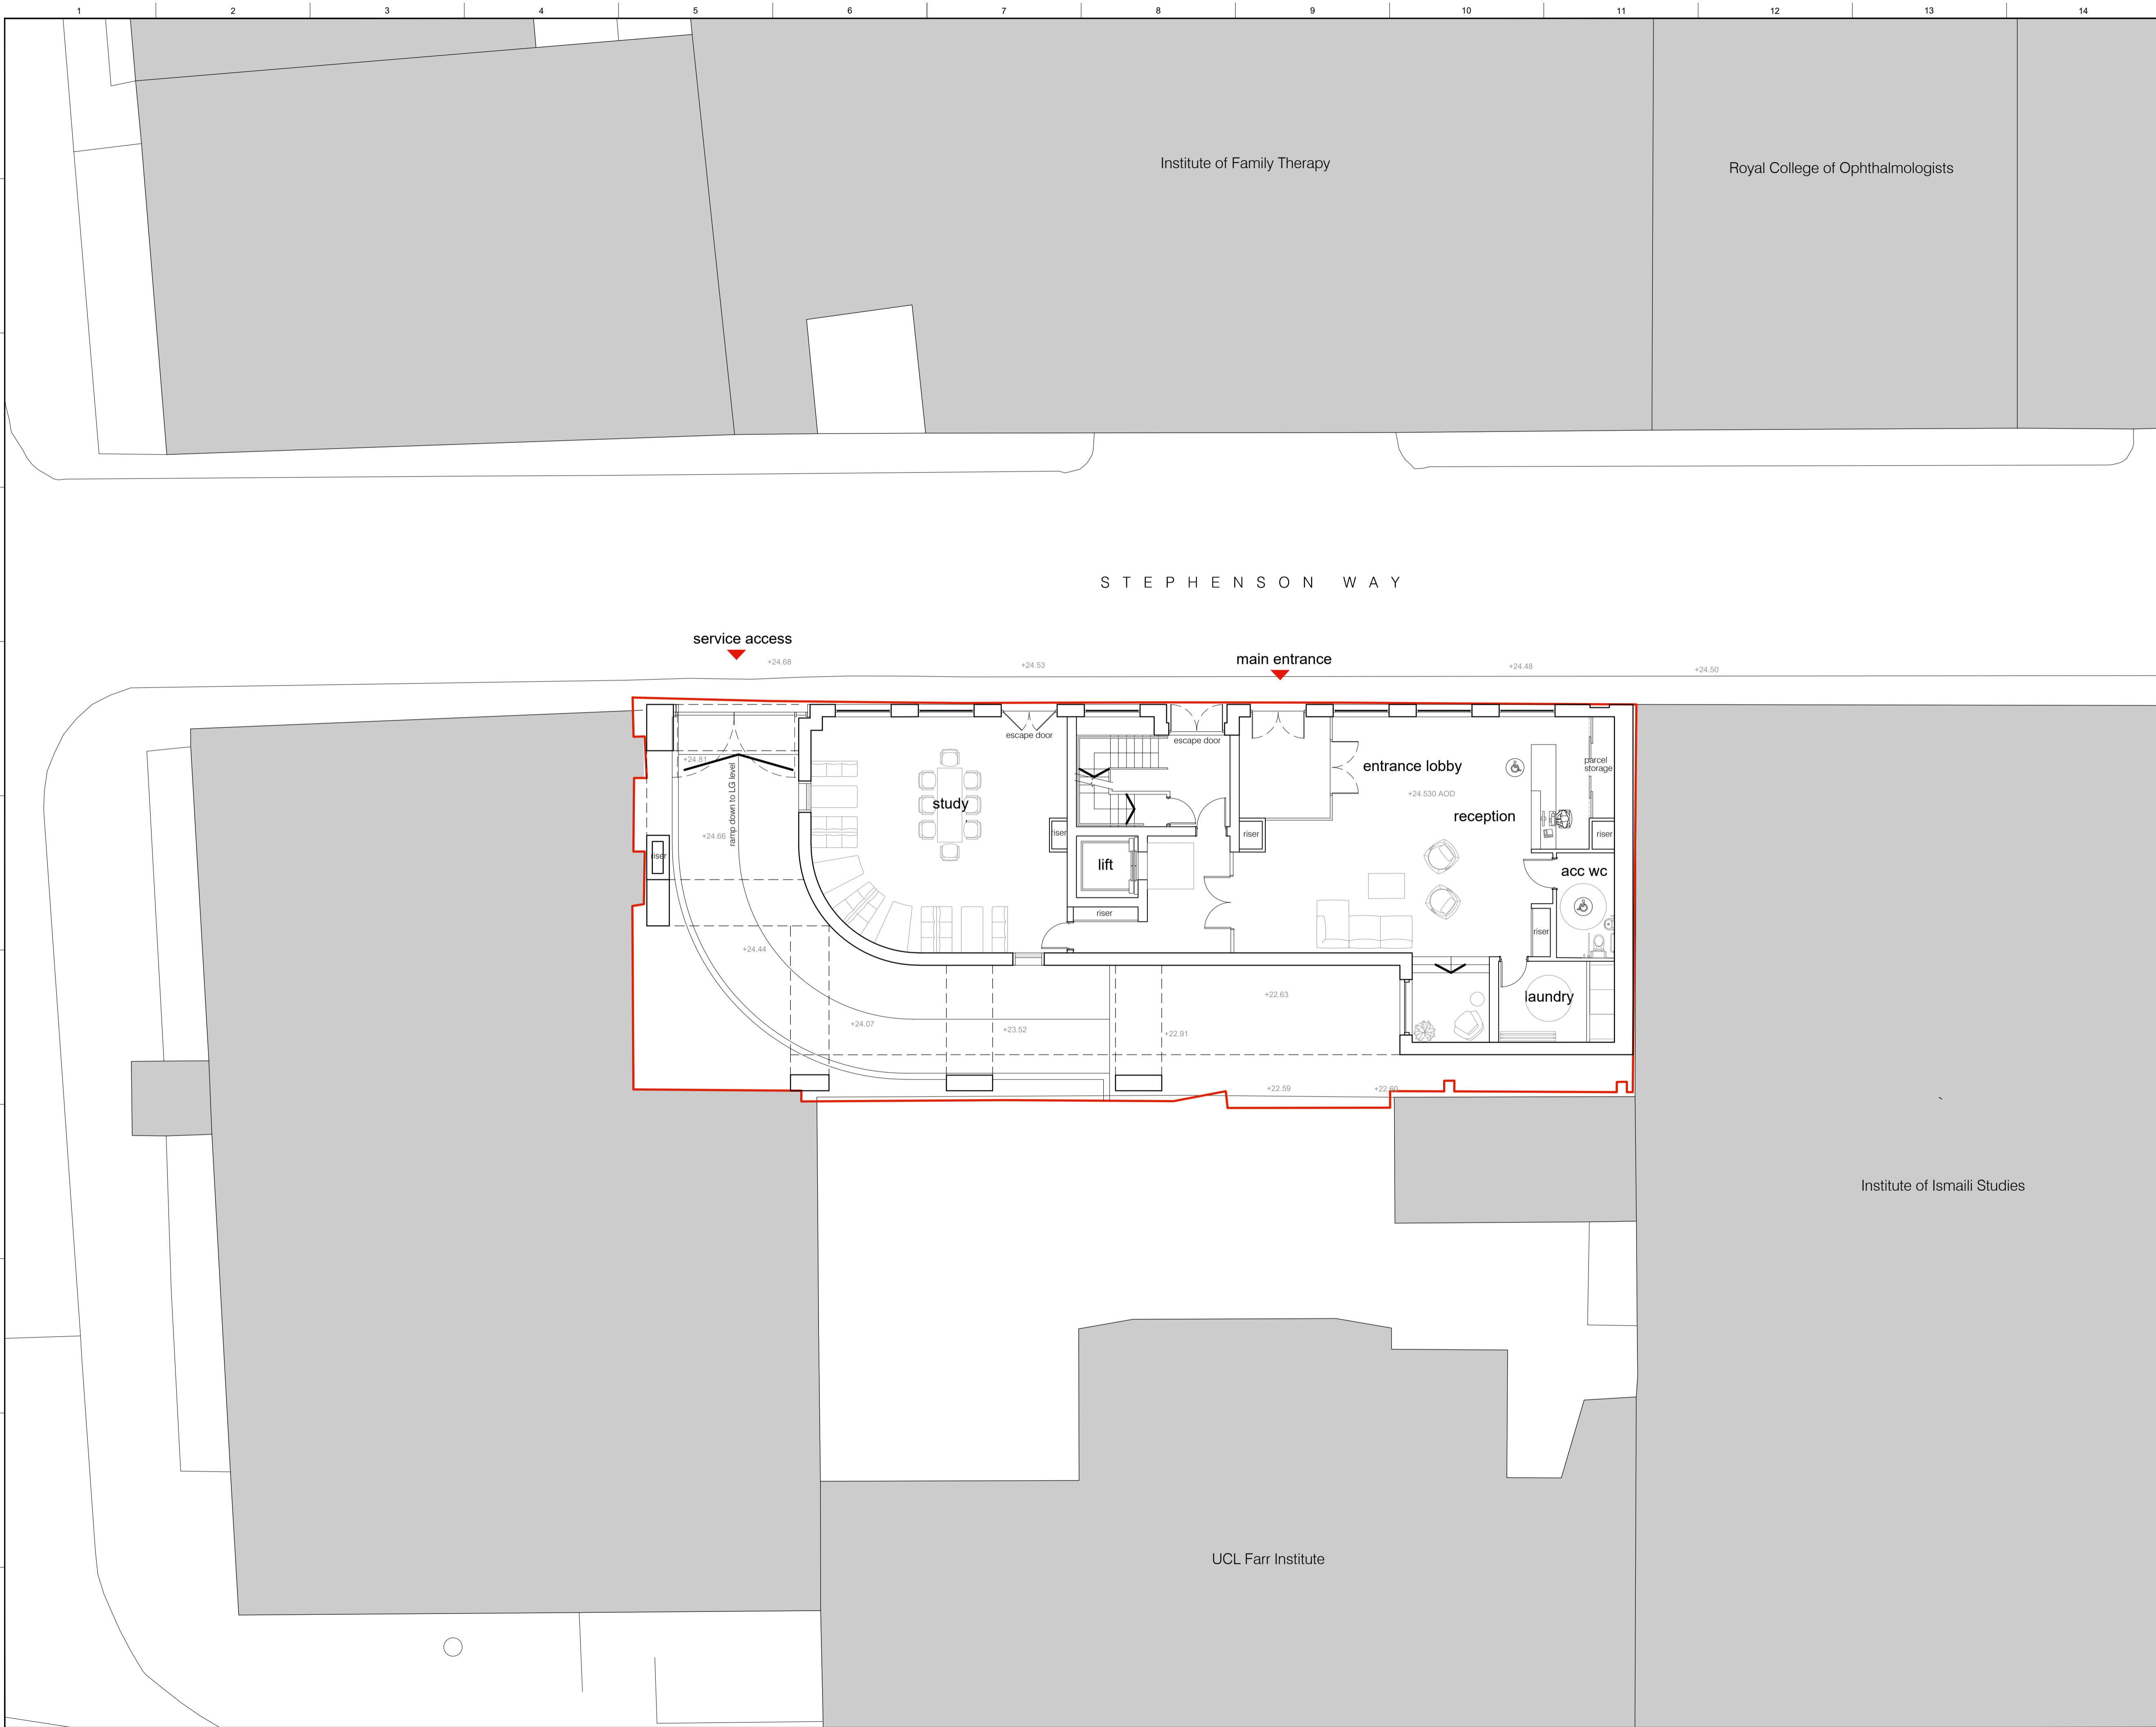 1 2 3 4 5 6 7 8 9 10 11 12 13 14
Institute of Family Therapy
Royal College of Ophthalmologists
STEPHENSON WAY
service access
+24.68
+24.53
main entrance
+24.48
+24.50
escape door
escape door
+24.81
ramp down to LG level
study
entrance lobby
+24.530 AOD
parcel
storage
reception
+24.66
riser
riser
riser
riser
lift
acc wc
riser
riser
+24.44
+22.63
laundry
+24.07
+23.52
+22.91
+22.59
+22.60
Institute of Ismaili Studies
UCL Farr Institute